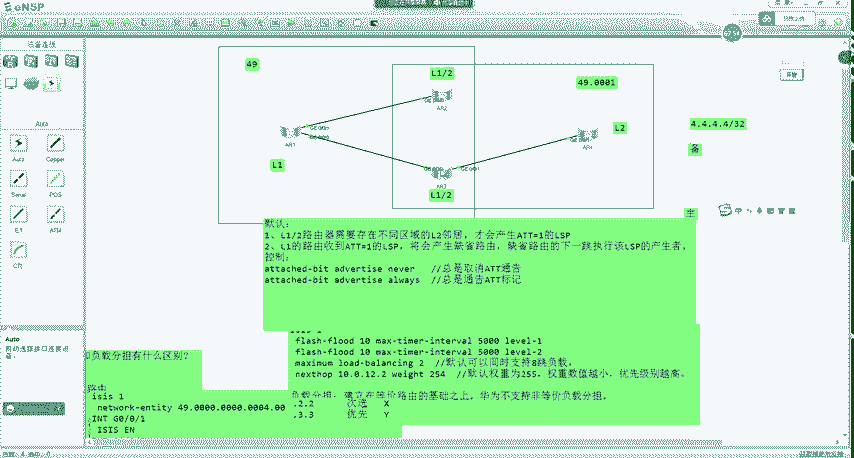 eNSP
设备连线
49
L1/2
49.0001
AR2
AR1
L2
4.4.4.4/32
备
Auto
L1
AR3
L1/2
主
Auto
Copper
Serial
POS
E1
ATM
CTL
默认：
1、L1/2路由器需要存在不同区域的L2邻居，才会产生ATT=1的LSP
2、L1的路由收到ATT=1的LSP，将会产生缺省路由，缺省路由的下一跳执行该LSP的产生者。
控制：
attached-bit advertise never //总是取消ATT通告
attached-bit advertise always //总是通告ATT标记
Auto
自动选择接口连接设备。
flash-flood 10 max-timer-interval 5000 level-1
flash-flood 10 max-timer-interval 5000 level-2
maximum load-balancing 2 //默认可以同时支持8跳负载。
nexthop 10.0.12.2 weight 254 //默认权重为255，权重数值越小，优先级别越高。
负载分担有什么区别？
路由
isis 1
network-entity 49.0000.0000.0004.00
INT G0/0/1
ISIS EN
负载分担，建立在等价路由的基础之上，华为不支持非等价负载分担。
.2.2 次选 X
.3.3 优先 Y